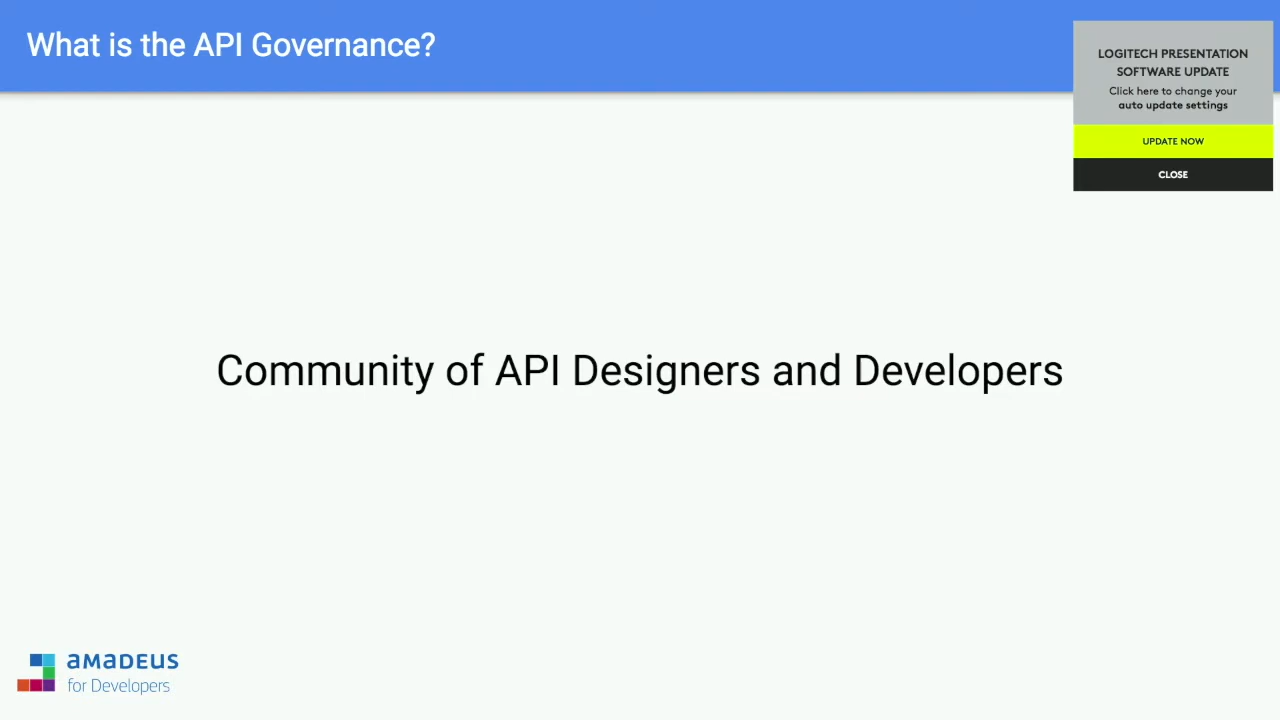 What is the API Governance?
LOGITECH PRESENTATION
SOFTWARE UPDATE
Click here to change your
auto update settings
UPDATE NOW
CLOSE
Community of API Designers and Developers
amadeus
for Developers